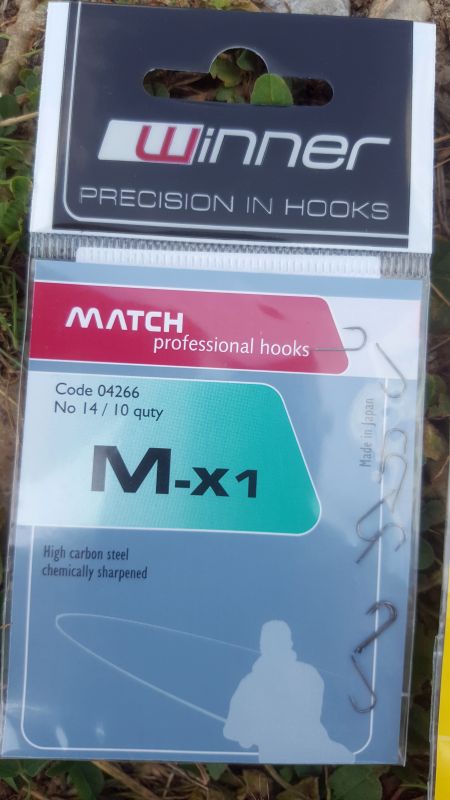 winner
PRECISION IN HOOKS
MATCH
professional hooks
Code 04266
No 14 / 10 quty
M-x1
Made in Japan
High carbon steel
chemically sharpened